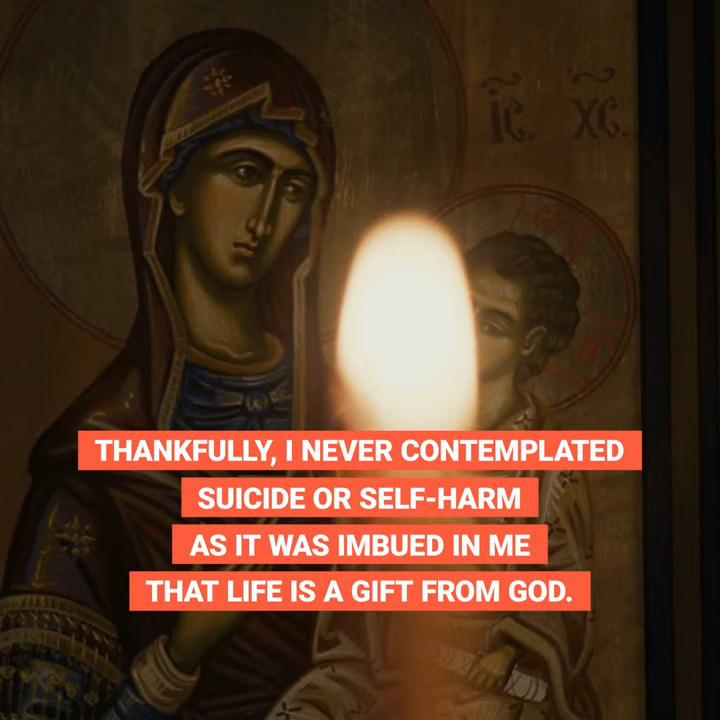 IC. XC.
THANKFULLY, I NEVER CONTEMPLATED
SUICIDE OR SELF-HARM
AS IT WAS IMBUED IN ME
THAT LIFE IS A GIFT FROM GOD.